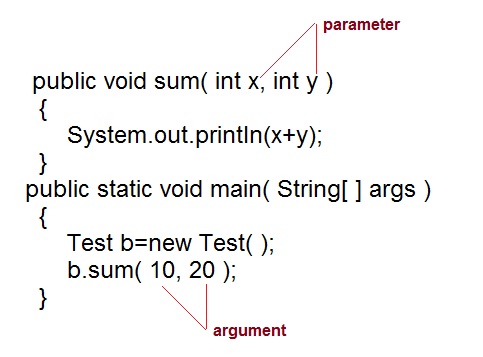 parameter
public void sum( int x, int y )
{
System.out.println(x+y);
}
public static void main( String[ ] args )
{
Test b=new Test( );
b.sum( 10, 20 );
}
argument